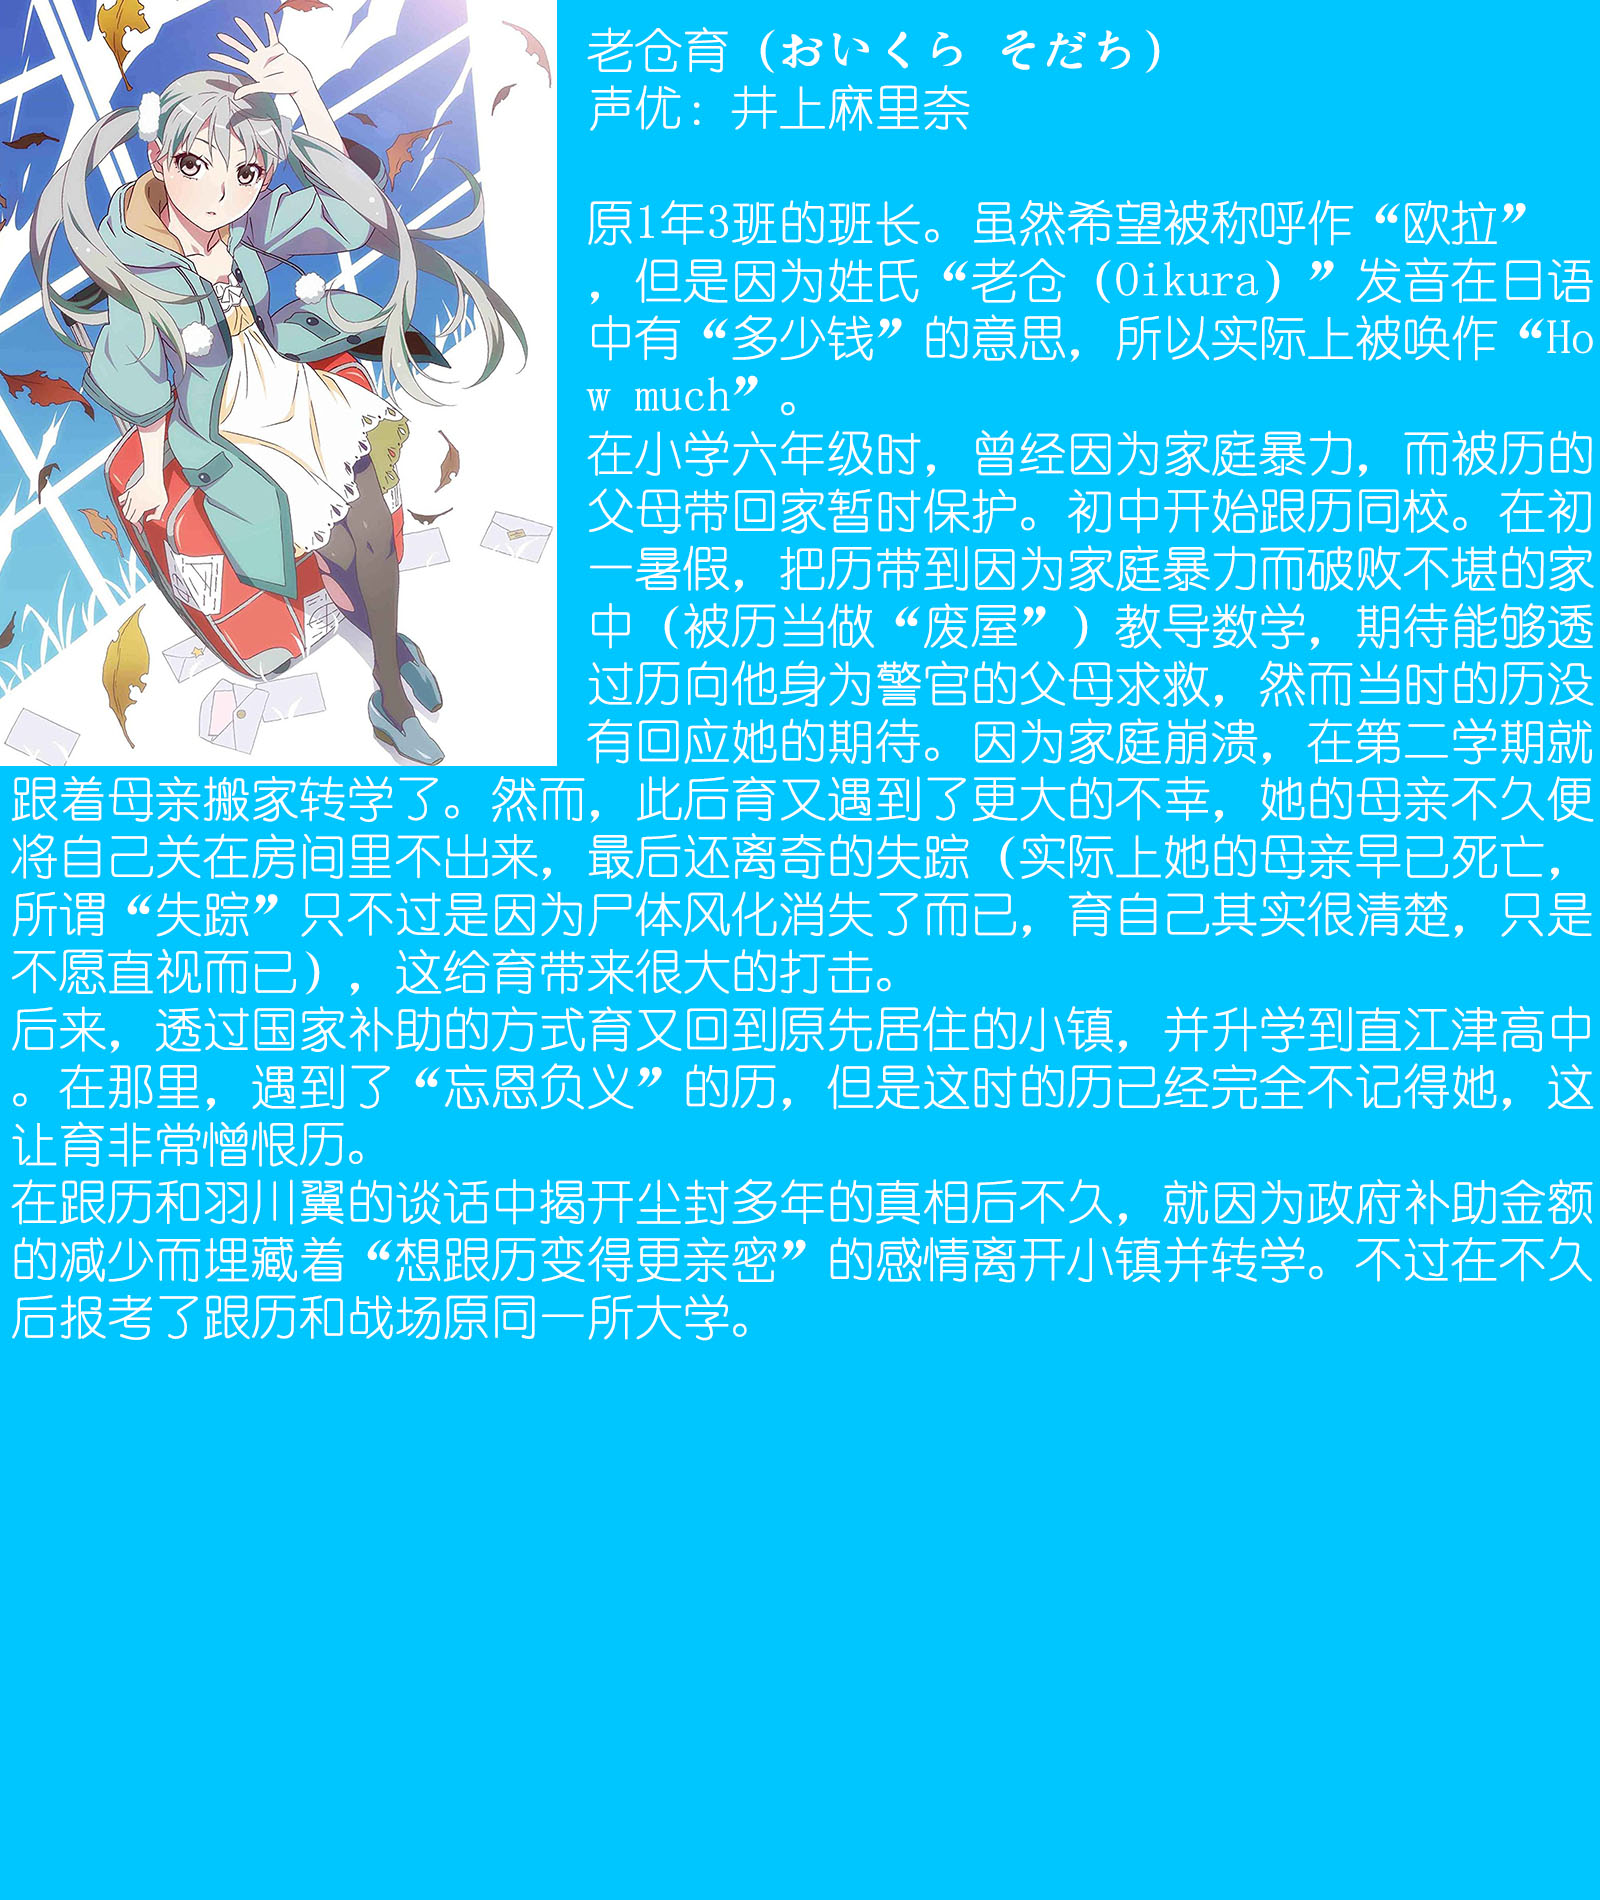 老仓育（おいくら そだち）
声优：井上麻里奈
原1年3班的班长。虽然希望被称呼作“欧拉”
，但是因为姓氏“老仓（Oikura）”发音在日语
中有“多少钱”的意思，所以实际上被唤作“Ho
w much”。
在小学六年级时，曾经因为家庭暴力，而被历的
父母带回家暂时保护。初中开始跟历同校。在初
一暑假，把历带到因为家庭暴力而破败不堪的家
中（被历当做“废屋”）教导数学，期待能够透
过历向他身为警官的父母求救，然而当时的历没
有回应她的期待。因为家庭崩溃，在第二学期就
跟着母亲搬家转学了。然而，此后育又遇到了更大的不幸，她的母亲不久便
将自己关在房间里不出来，最后还离奇的失踪（实际上她的母亲早已死亡，
所谓“失踪”只不过是因为尸体风化消失了而已，育自己其实很清楚，只是
不愿直视而已），这给育带来很大的打击。
后来，透过国家补助的方式育又回到原先居住的小镇，并升学到直江津高中
。在那里，遇到了“忘恩负义”的历，但是这时的历已经完全不记得她，这
让育非常憎恨历。
在跟历和羽川翼的谈话中揭开尘封多年的真相后不久，就因为政府补助金额
的减少而埋藏着“想跟历变得更亲密”的感情离开小镇并转学。不过在不久
后报考了跟历和战场原同一所大学。